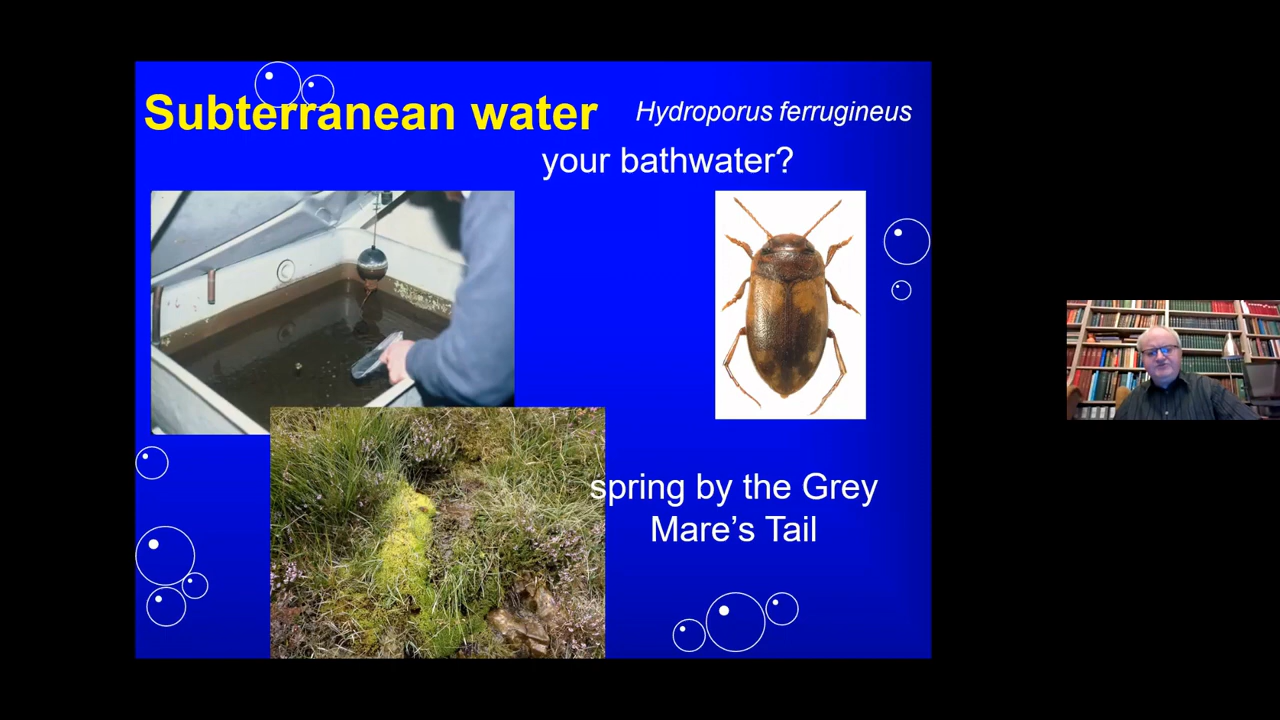 Subterranean water
Hydroporus ferrugineus
your bathwater?
spring by the Grey
Mare’s Tail